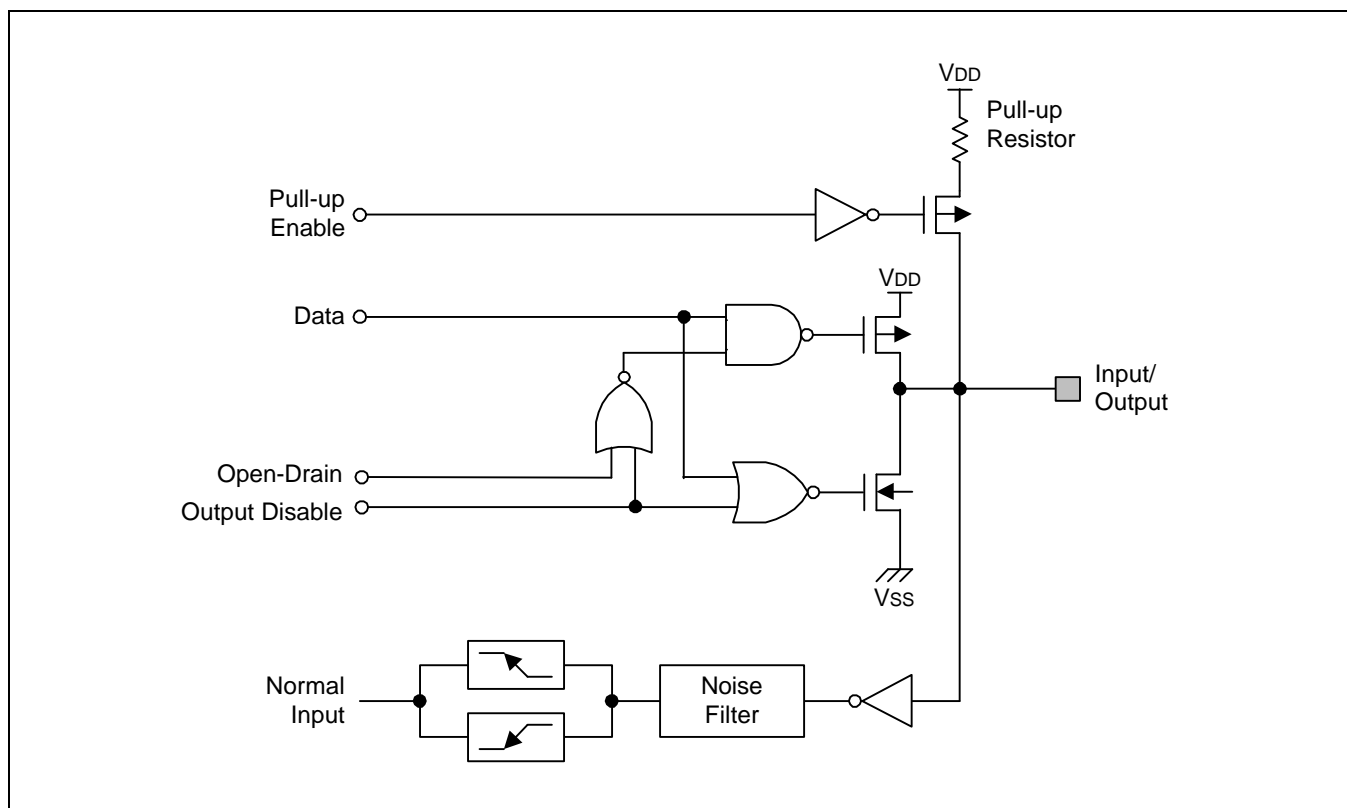 VDD
Pull-up
Resistor
Pull-up
Enable
VDD
Data
Input/
Output
Open-Drain
Output Disable
VSS
Normal
Input
Noise
Filter